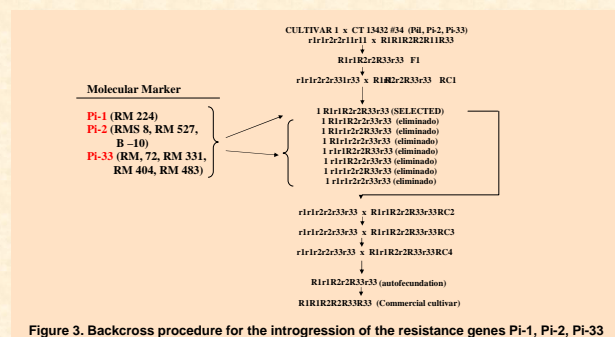 CULTIVAR 1 x CT 13432 #34 (Pi1, Pi-2, Pi-33)
r1r1r2r2r11r11 x R1R1R2R2R11R33
R1r1R2r2R33r33 F1
r1r1r2r2r331r33 x R1r2r2R33r33 RC1
Molecular Marker
Pi-1 (RM 224)
Pi-2 (RMS 8, RM 527,
B –10)
Pi-33 (RM, 72, RM 331,
RM 404, RM 483)
1 R1r1R2r2R33r33 (SELECTED)
1 R1r1R2r2r33r33 (eliminado)
1 R1r1r2r2R33r33 (eliminado)
1 R1r1r2r2r33r33 (eliminado)
1 r1r1R2r2R33r33 (eliminado)
1 r1r1R2r2r33r33 (eliminado)
1 r1r1r2r2R33r33 (eliminado)
1 r1r1r2r2r33r33 (eliminado)
r1r1r2r2r33r33 x R1r1R2r2R33r33RC2
r1r1r2r2r33r33 x R1r1R2r2R33r33RC3
r1r1r2r2r33r33 x R1r1R2r2R33r33RC4
R1r1R2r2R33r33 (autofecundation)
R1R1R2R2R33R33 (Commercial cultivar)
Figure 3. Backcross procedure for the introgression of the resistance genes Pi-1, Pi-2, Pi-33